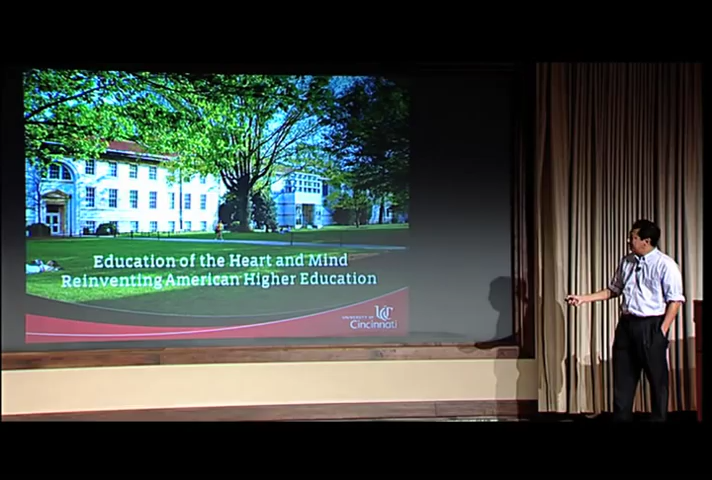 Education of the Heart and Mind
Reinventing American Higher Education
UC
UNIVERSITY OF
Cincinnati